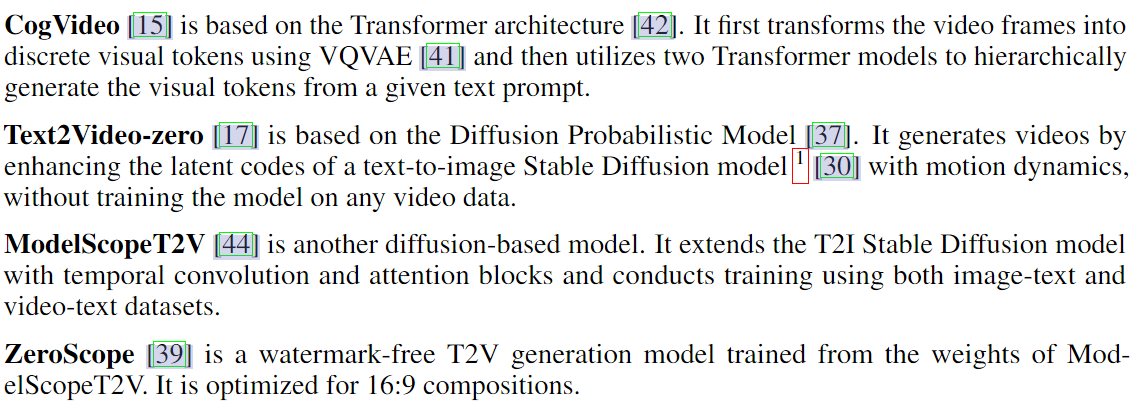 CogVideo [15] is based on the Transformer architecture [42]. It first transforms the video frames into
discrete visual tokens using VQVAE [41] and then utilizes two Transformer models to hierarchically
generate the visual tokens from a given text prompt.
Text2Video-zero [17] is based on the Diffusion Probabilistic Model [37]. It generates videos by
enhancing the latent codes of a text-to-image Stable Diffusion model 1 [30] with motion dynamics,
without training the model on any video data.
ModelScopeT2V [44] is another diffusion-based model. It extends the T2I Stable Diffusion model
with temporal convolution and attention blocks and conducts training using both image-text and
video-text datasets.
ZeroScope [39] is a watermark-free T2V generation model trained from the weights of Mod-
elScopeT2V. It is optimized for 16:9 compositions.